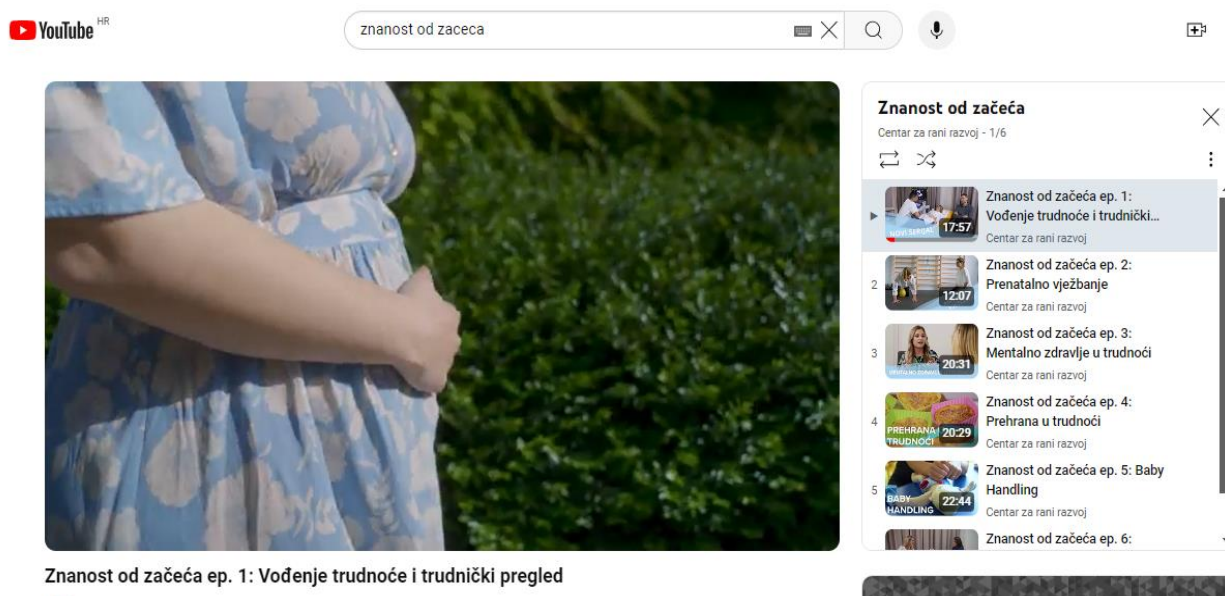 YouTube HR
znanost od zaceca
Znanost od začeća
Centar za rani razvoj - 1/6
NOVI SERIJAL
17:57
Znanost od začeća ep. 1:
Vođenje trudnoće i trudnički...
Centar za rani razvoj
2
12:07
Znanost od začeća ep. 2:
Prenatalno vježbanje
Centar za rani razvoj
3
20:31
Znanost od začeća ep. 3:
Mentalno zdravlje u trudnoći
Centar za rani razvoj
4
PREHRANA U
TRUDNOĆI
20:29
Znanost od začeća ep. 4:
Prehrana u trudnoći
Centar za rani razvoj
5
BABY
HANDLING
22:44
Znanost od začeća ep. 5: Baby
Handling
Centar za rani razvoj
Znanost od začeća ep. 6:
Znanost od začeća ep. 1: Vođenje trudnoće i trudnički pregled